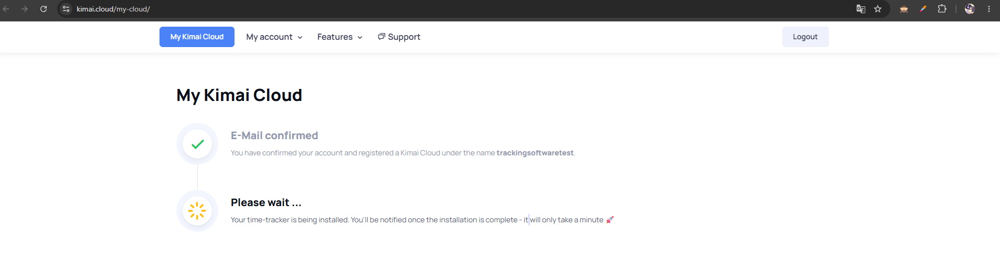 kimai.cloud/my-cloud/
My Kimai Cloud My account Features Support Logout
My Kimai Cloud
E-Mail confirmed
You have confirmed your account and registered a Kimai Cloud under the name trackingsoftwaretest.
Please wait ...
Your time-tracker is being installed. You'll be notified once the installation is complete - it will only take a minute 🚀